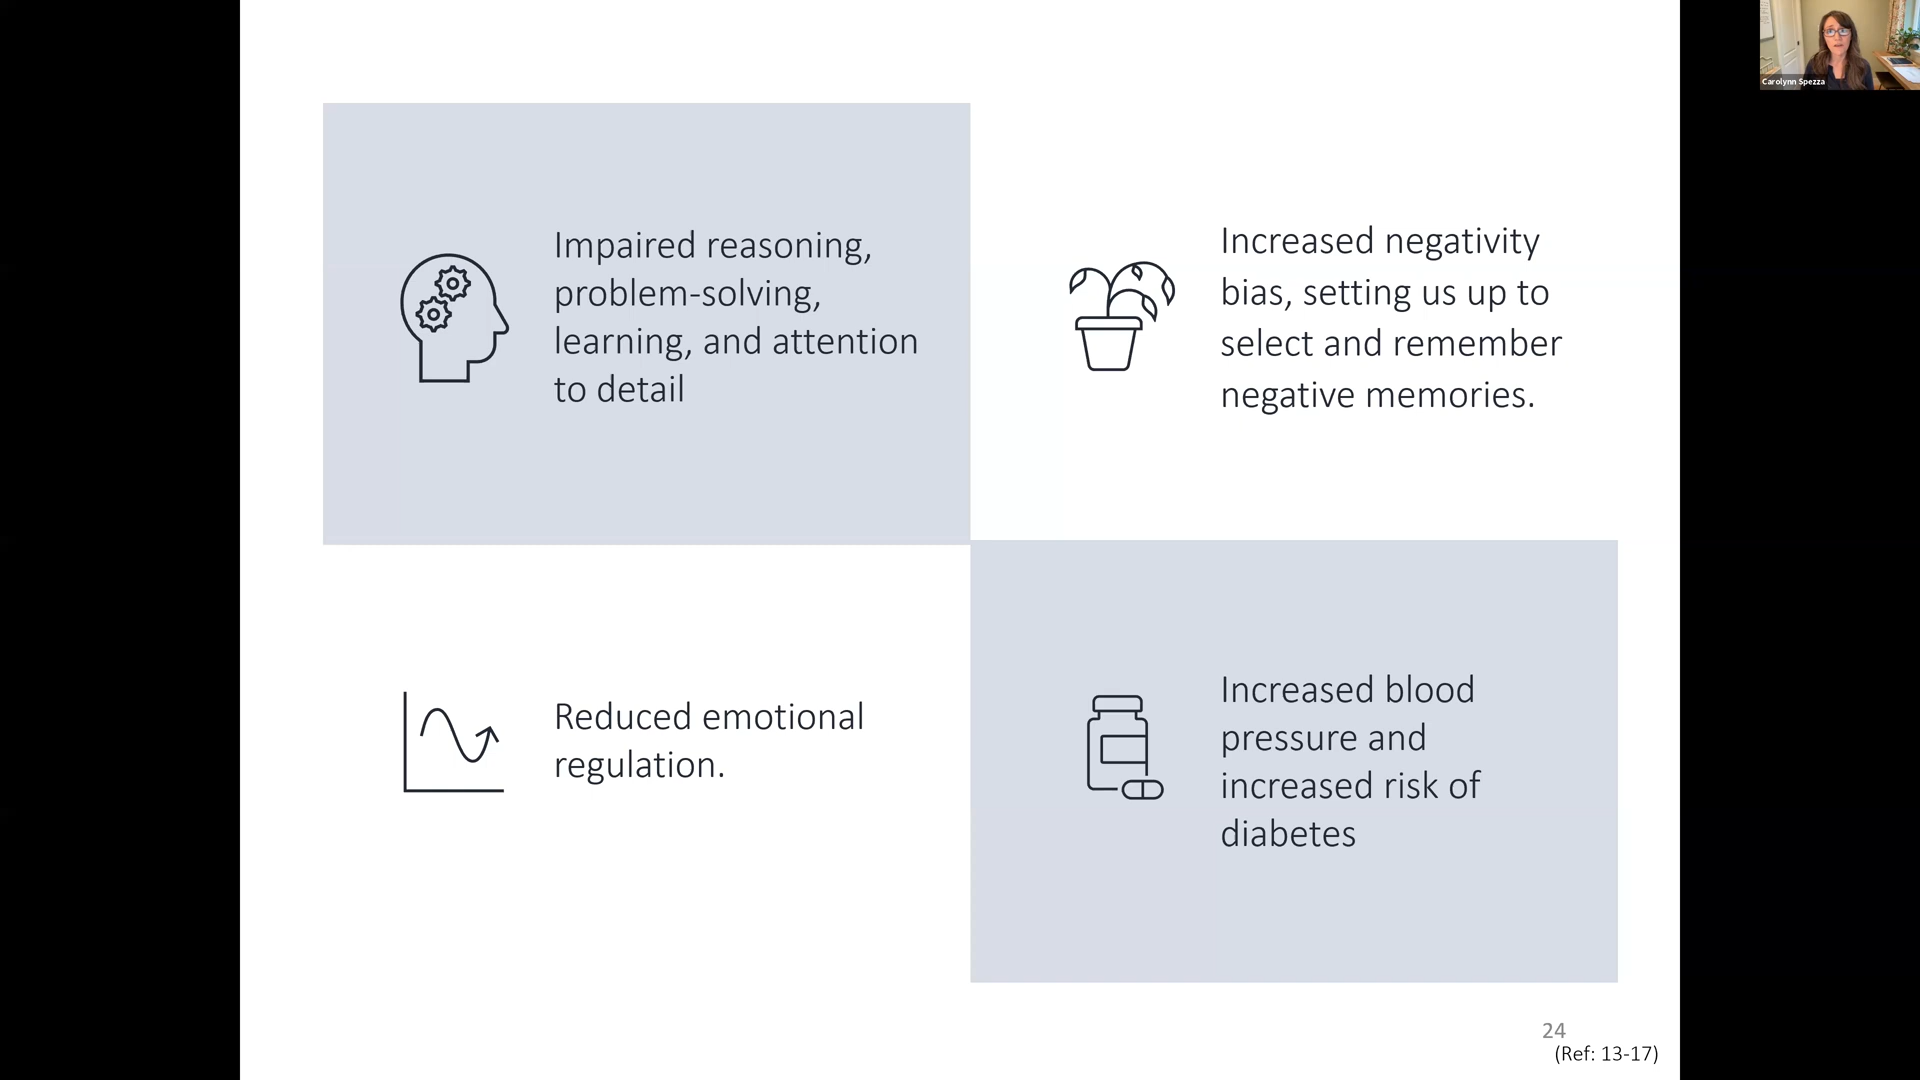 Carolynn Spezza
Impaired reasoning,
problem-solving,
learning, and attention
to detail
Increased negativity
bias, setting us up to
select and remember
negative memories.
Reduced emotional
regulation.
Increased blood
pressure and
increased risk of
diabetes
24
(Ref: 13-17)